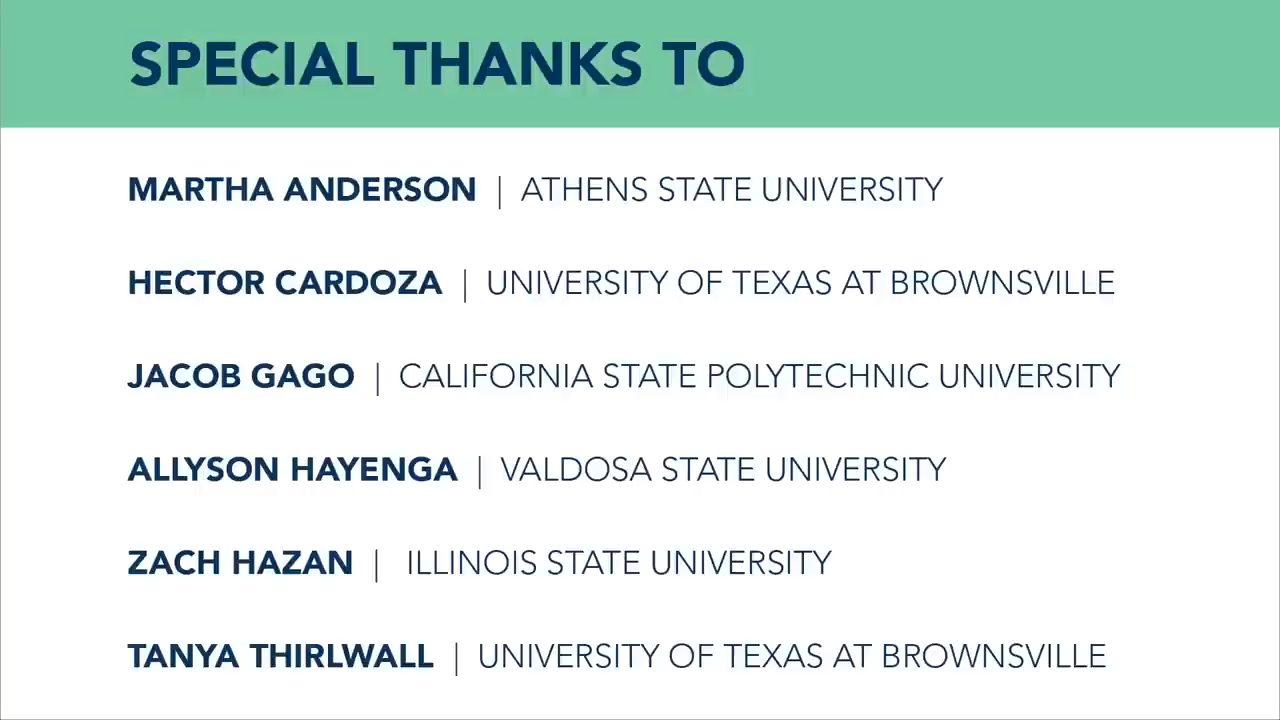 SPECIAL THANKS TO
MARTHA ANDERSON | ATHENS STATE UNIVERSITY
HECTOR CARDOZA | UNIVERSITY OF TEXAS AT BROWNSVILLE
JACOB GAGO | CALIFORNIA STATE POLYTECHNIC UNIVERSITY
ALLYSON HAYENGA | VALDOSA STATE UNIVERSITY
ZACH HAZAN | ILLINOIS STATE UNIVERSITY
TANYA THIRLWALL | UNIVERSITY OF TEXAS AT BROWNSVILLE